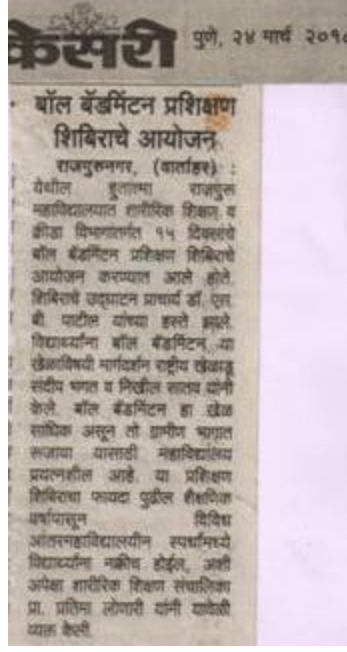 केसरी
पुणे, २४ मार्च २०१८
बॉल बॅडमिंटन प्रशिक्षण
शिबिराचे आयोजन
राजगुरुनगर, (वार्ताहर) :
येथील हुतात्मा राजगुरू
महाविद्यालयात शारीरिक शिक्षण व
क्रीडा विभागांतर्गत १५ दिवसांचे
बॉल बॅडमिंटन प्रशिक्षण शिबिराचे
आयोजन करण्यात आले होते.
शिबिराचे उद्घाटन प्राचार्य डॉ. एस.
बी. पाटील यांच्या हस्ते झाले.
विद्यार्थ्यांना बॉल बॅडमिंटन या
खेळाविषयी मार्गदर्शन राष्ट्रीय खेळाडू
संदीप भगत व निखील सातव यांनी
केले. बॉल बॅडमिंटन हा खेळ
सांघिक असून तो ग्रामीण भागात
रूजावा यासाठी महाविद्यालय
प्रयत्नशील आहे. या प्रशिक्षण
शिबिराचा फायदा पुढील शैक्षणिक
वर्षापासून विविध
आंतरमहाविद्यालयीन स्पर्धांमध्ये
विद्यार्थ्यांना नक्कीच होईल, अशी
अपेक्षा शारीरिक शिक्षण संचालिका
प्रा. प्रतिमा लोणारी यांनी यावेळी
व्यक्त केली.